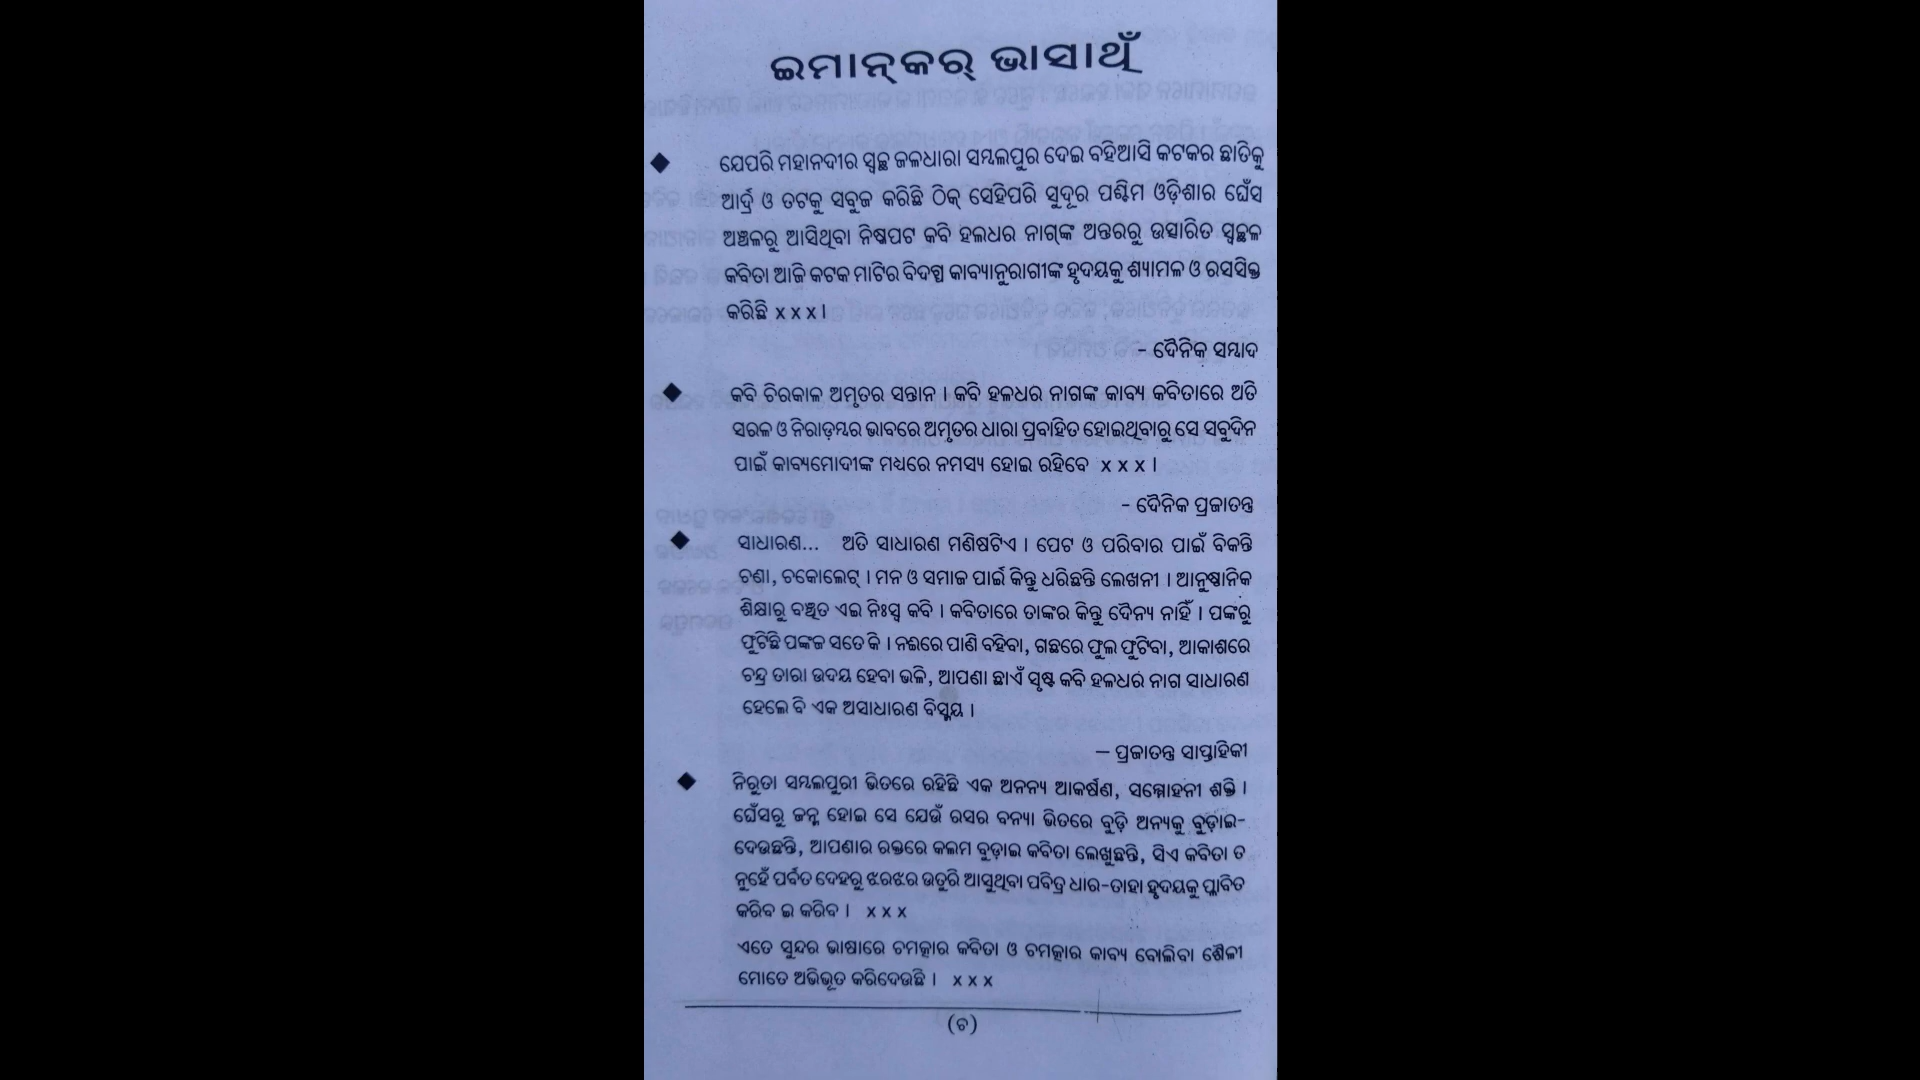 ଇମାନ୍‌କର୍ ଭାସାଥିଁ
◆ ଯେପରି ମହାନଦୀର ସ୍ୱଚ୍ଛ ଜଳଧାରା ସମ୍ବଲପୁର ଦେଇ ବହିଆସି କଟକର ଛାତିକୁ
ଆର୍ଦ୍ର ଓ ତଟକୁ ସବୁଜ କରିଛି ଠିକ୍ ସେହିପରି ସୁଦୂର ପଶ୍ଚିମ ଓଡ଼ିଶାର ଘେଁସ
ଅଞ୍ଚଳରୁ ଆସିଥିବା ନିଷ୍କପଟ କବି ହଲଧର ନାଗ୍‌ଙ୍କ ଅନ୍ତରରୁ ଉତ୍ସାରିତ ସ୍ୱଚ୍ଛଳ
କବିତା ଆଜି କଟକ ମାଟିର ବିଦଗ୍ଧ କାବ୍ୟାନୁରାଗୀଙ୍କ ହୃଦୟକୁ ଶ୍ୟାମଳ ଓ ରସସିକ୍ତ
କରିଛି x x x।
- ଦୈନିକ ସମ୍ବାଦ
◆ କବି ଚିରକାଳ ଅମୃତର ସନ୍ତାନ । କବି ହଳଧର ନାଗଙ୍କ କାବ୍ୟ କବିତାରେ ଅତି
ସରଳ ଓ ନିରାଡ଼ମ୍ବର ଭାବରେ ଅମୃତର ଧାରା ପ୍ରବାହିତ ହୋଇଥିବାରୁ ସେ ସବୁଦିନ
ପାଇଁ କାବ୍ୟମୋଦୀଙ୍କ ମଧ୍ୟରେ ନମସ୍ୟ ହୋଇ ରହିବେ x x x ।
- ଦୈନିକ ପ୍ରଜାତନ୍ତ୍ର
◆ ସାଧାରଣ... ଅତି ସାଧାରଣ ମଣିଷଟିଏ । ପେଟ ଓ ପରିବାର ପାଇଁ ବିକନ୍ତି
ଚଣା, ଚକୋଲେଟ୍ । ମନ ଓ ସମାଜ ପାଇଁ କିନ୍ତୁ ଧରିଛନ୍ତି ଲେଖନୀ । ଆନୁଷ୍ଠାନିକ
ଶିକ୍ଷାରୁ ବଞ୍ଚିତ ଏଇ ନିଃସ୍ୱ କବି । କବିତାରେ ତାଙ୍କର କିନ୍ତୁ ଦୈନ୍ୟ ନାହିଁ । ପଙ୍କରୁ
ଫୁଟିଛି ପଙ୍କଜ ସତେ କି । ନଈରେ ପାଣି ବହିବା, ଗଛରେ ଫୁଲ ଫୁଟିବା, ଆକାଶରେ
ଚନ୍ଦ୍ର ତାରା ଉଦୟ ହେବା ଭଳି, ଆପଣା ଛାଏଁ ସୃଷ୍ଟ କବି ହଳଧର ନାଗ ସାଧାରଣ
ହେଲେ ବି ଏକ ଅସାଧାରଣ ବିସ୍ମୟ ।
– ପ୍ରଜାତନ୍ତ୍ର ସାପ୍ତାହିକୀ
◆ ନିରୁତା ସମ୍ବଲପୁରୀ ଭିତରେ ରହିଛି ଏକ ଅନନ୍ୟ ଆକର୍ଷଣ, ସମ୍ମୋହନୀ ଶକ୍ତି ।
ଘେଁସରୁ ଜନ୍ମ ହୋଇ ସେ ଯେଉଁ ରସର ବନ୍ୟା ଭିତରେ ବୁଡ଼ି ଅନ୍ୟକୁ ବୁଡ଼ାଇ-
ଦେଉଛନ୍ତି, ଆପଣାର ରକ୍ତରେ କଲମ ବୁଡ଼ାଇ କବିତା ଲେଖୁଛନ୍ତି, ସିଏ କବିତା ତ
ନୁହେଁ ପର୍ବତ ଦେହରୁ ଝରଝର ଉତୁରି ଆସୁଥିବା ପବିତ୍ର ଧାର-ତାହା ହୃଦୟକୁ ପ୍ଲାବିତ
କରିବ ଇ କରିବ । x x x
ଏତେ ସୁନ୍ଦର ଭାଷାରେ ଚମତ୍କାର କବିତା ଓ ଚମତ୍କାର କାବ୍ୟ ବୋଲିବା ଶୈଳୀ
ମୋତେ ଅଭିଭୂତ କରିଦେଉଛି । x x x
(ଚ)